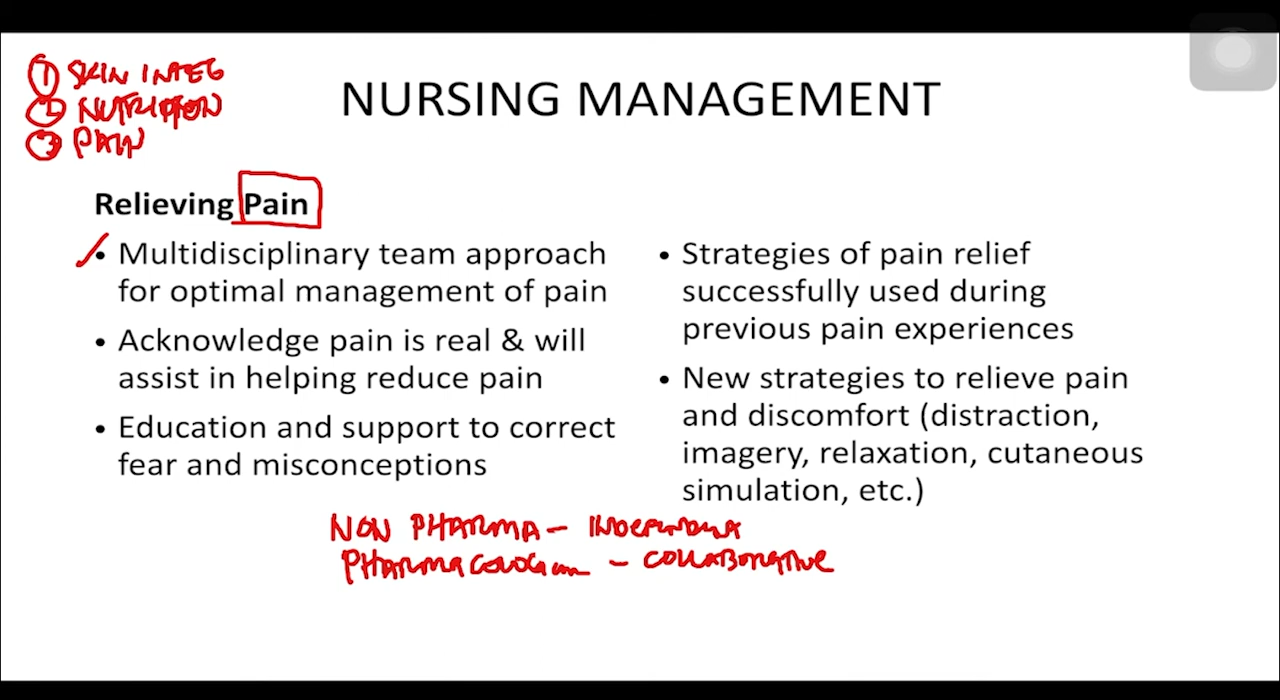 ① SKIN INTEG
② NUTRITION
③ PAIN
NURSING MANAGEMENT
Relieving Pain
• Multidisciplinary team approach
for optimal management of pain
• Acknowledge pain is real & will
assist in helping reduce pain
• Education and support to correct
fear and misconceptions
• Strategies of pain relief
successfully used during
previous pain experiences
• New strategies to relieve pain
and discomfort (distraction,
imagery, relaxation, cutaneous
simulation, etc.)
NON PHARMA – INDEPENDENT
– COLLABORATIVE